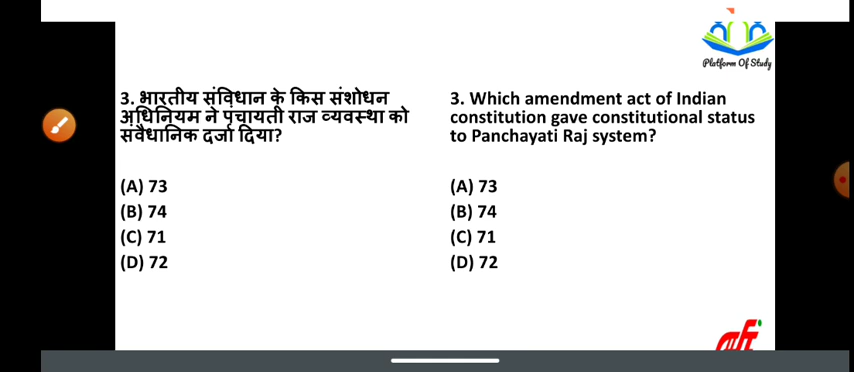 Platform Of Study
3. भारतीय संविधान के किस संशोधन
अधिनियम ने पंचायती राज व्यवस्था को
संवैधानिक दर्जा दिया?
(A) 73
(B) 74
(C) 71
(D) 72
3. Which amendment act of Indian
constitution gave constitutional status
to Panchayati Raj system?
(A) 73
(B) 74
(C) 71
(D) 72